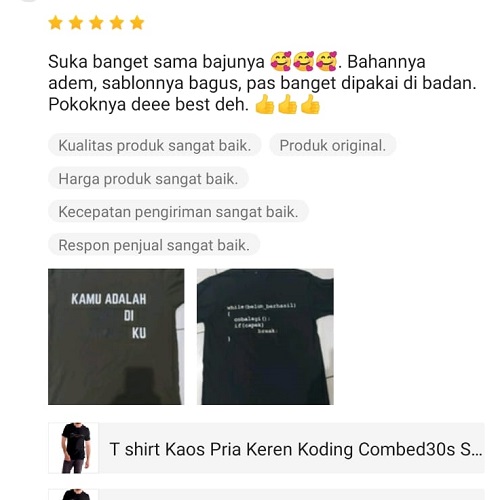 Suka banget sama bajunya 🥰🥰🥰. Bahannya
adem, sablonnya bagus, pas banget dipakai di badan.
Pokoknya deee best deh. 👍👍👍
Kualitas produk sangat baik.
Produk original.
Harga produk sangat baik.
Kecepatan pengiriman sangat baik.
Respon penjual sangat baik.
KAMU ADALAH
DI
KU
while(belum_berhasil)
{
cobalagi();
if(capek)
break;
}
T shirt Kaos Pria Keren Koding Combed30s S...